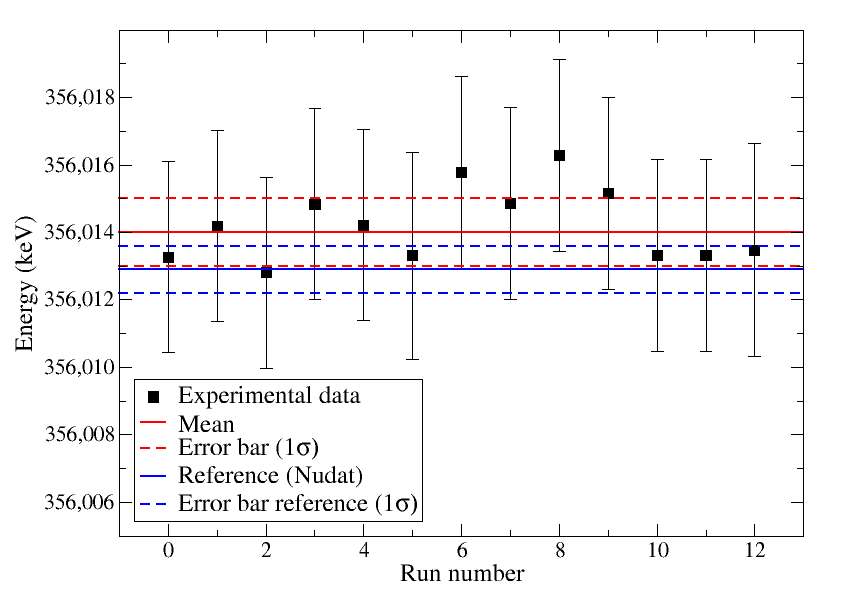 356,018
356,016
356,014
356,012
356,010
356,008
356,006
Energy (keV)
Experimental data
Mean
Error bar (1σ)
Reference (Nudat)
Error bar reference (1σ)
0 2 4 6 8 10 12
Run number